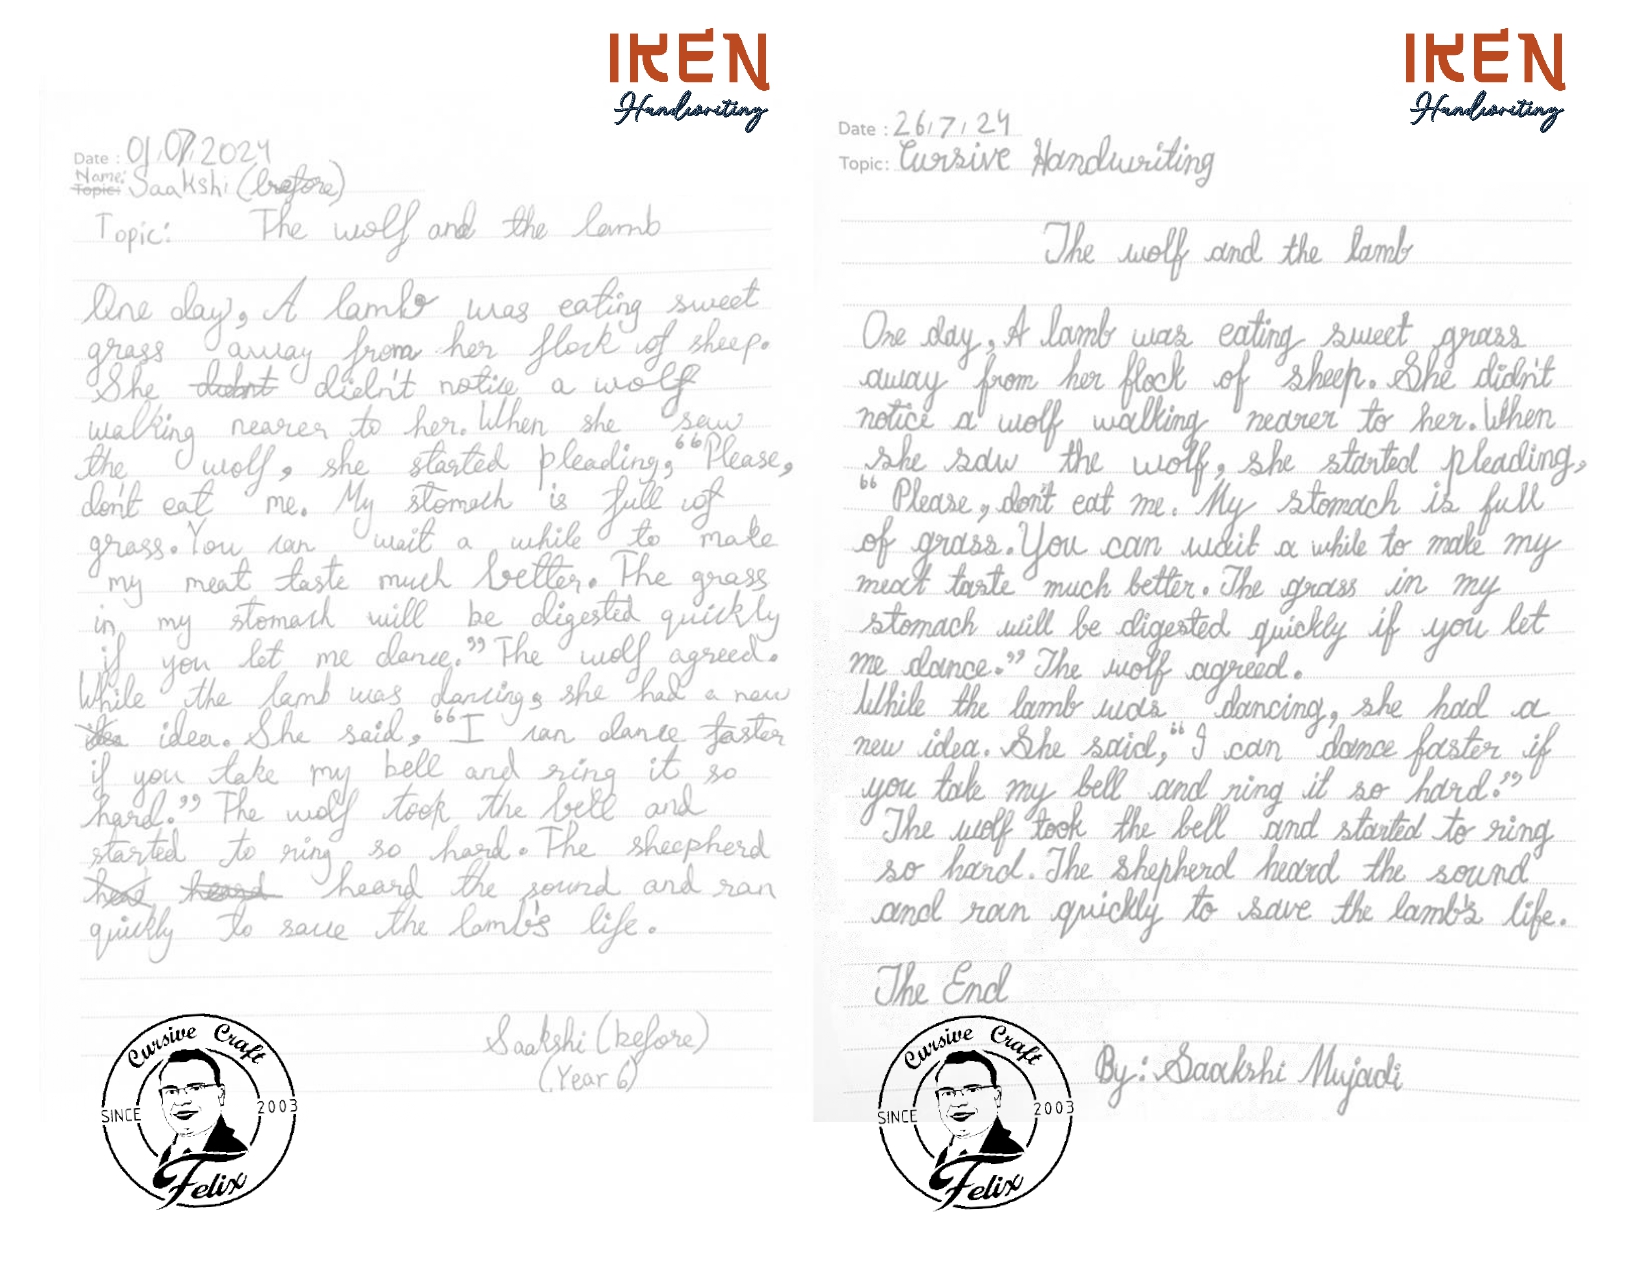 IKEN
Handwriting
Date : 01/07/2024
Name:
Topic: Saakshi (before)
Topic: The wolf and the lamb
One day, A lamb was eating sweet
grass away from her flock of sheep.
She didn't didn't notice a wolf
walking nearer to her. When she saw
the wolf, she started pleading, "Please,
don't eat me. My stomach is full of
grass. You can wait a while to make
my meat taste much better. The grass
in my stomach will be digested quickly
if you let me dance." The wolf agreed.
While the lamb was dancing, she had a new
idea. She said, "I can dance faster
if you take my bell and ring it so
hard." The wolf took the bell and
started to ring so hard. The sheepherd
heard heard the sound and ran
quickly to save the lamb's life.
Saakshi (before)
(Year 6)
Cursive Craft
SINCE 2003
Felix
IKEN
Handwriting
Date : 26/7/24
Topic: Cursive Handwriting
The wolf and the lamb
One day, A lamb was eating sweet grass
away from her flock of sheep. She didn't
notice a wolf walking nearer to her. When
she saw the wolf, she started pleading,
"Please, don't eat me. My stomach is full
of grass. You can wait a while to make my
meat taste much better. The grass in my
stomach will be digested quickly if you let
me dance." The wolf agreed.
While the lamb was dancing, she had a
new idea. She said, "I can dance faster if
you take my bell and ring it so hard."
The wolf took the bell and started to ring
so hard. The shepherd heard the sound
and ran quickly to save the lamb's life.
The End
By: Saakshi Mujadi
Cursive Craft
SINCE 2003
Felix